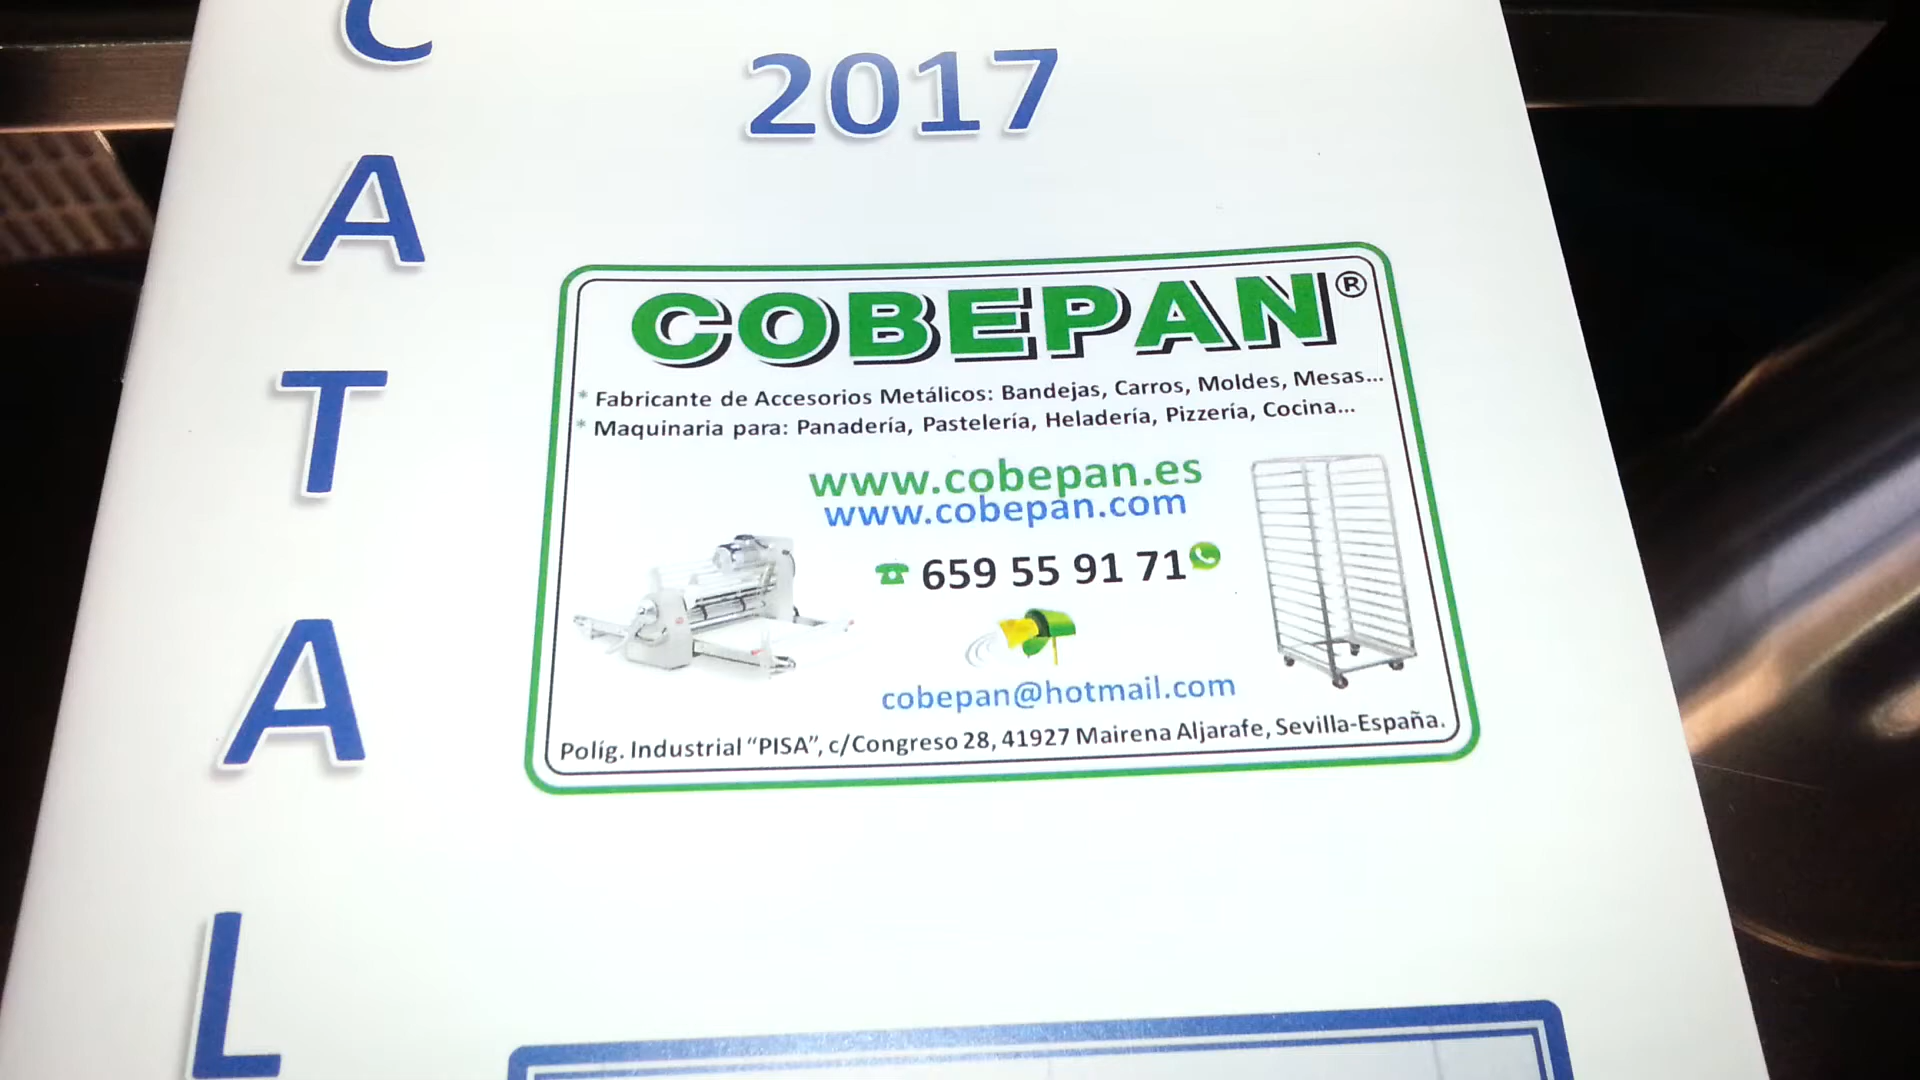 C
A
T
A
L
2017
COBEPAN®
* Fabricante de Accesorios Metálicos: Bandejas, Carros, Moldes, Mesas...
* Maquinaria para: Panadería, Pastelería, Heladería, Pizzería, Cocina...
www.cobepan.es
www.cobepan.com
659 55 91 71
cobepan@hotmail.com
Políg. Industrial “PISA”, c/Congreso 28, 41927 Mairena Aljarafe, Sevilla-España.